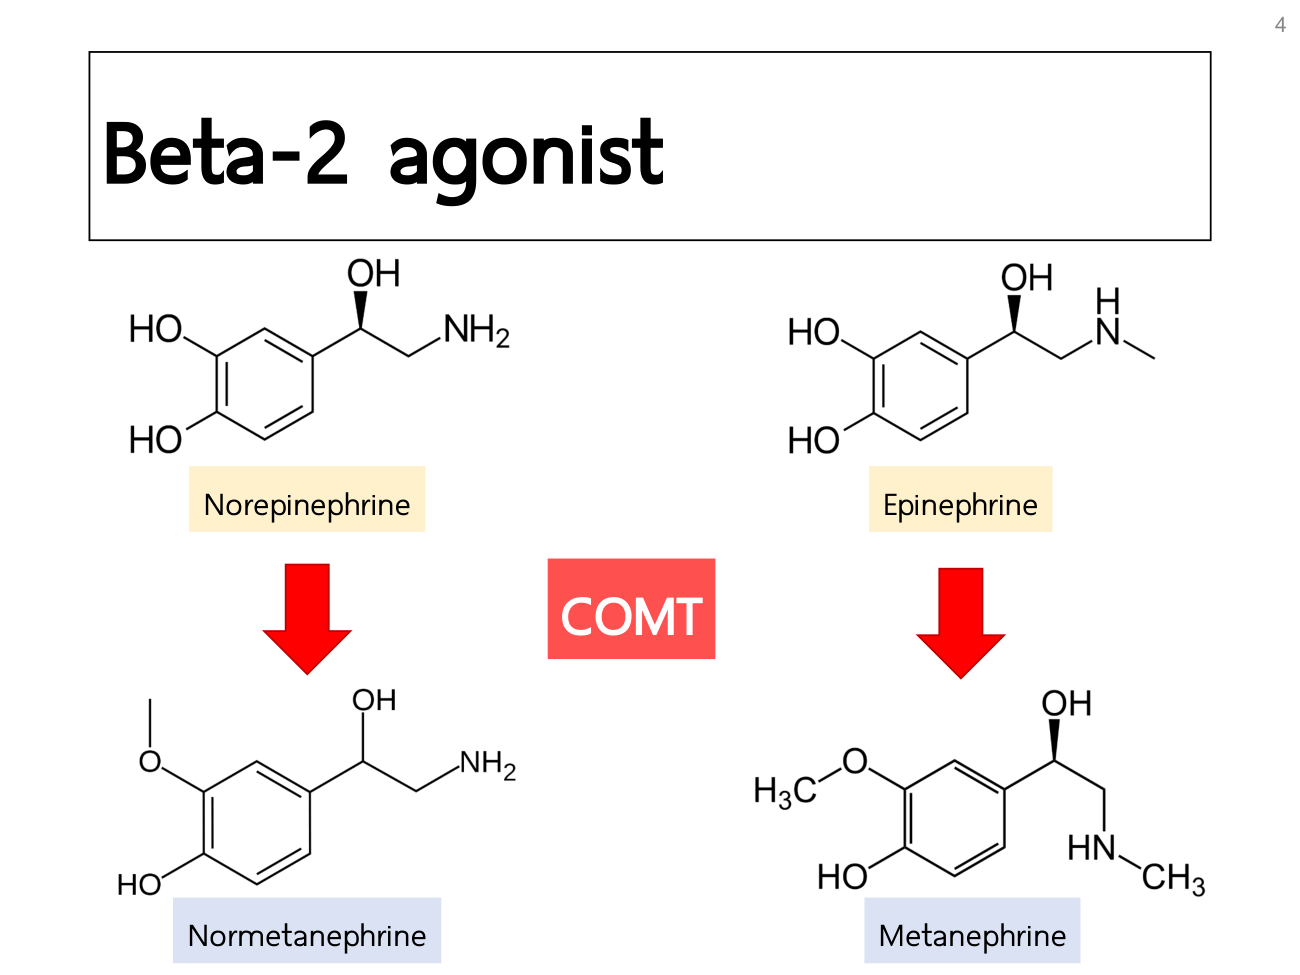 4
Beta-2 agonist
OH
HO
NH2
HO
Norepinephrine
OH
H
N
HO
HO
Epinephrine
COMT
OH
O
NH2
HO
Normetanephrine
OH
O
H3C
HN
HO
CH3
Metanephrine